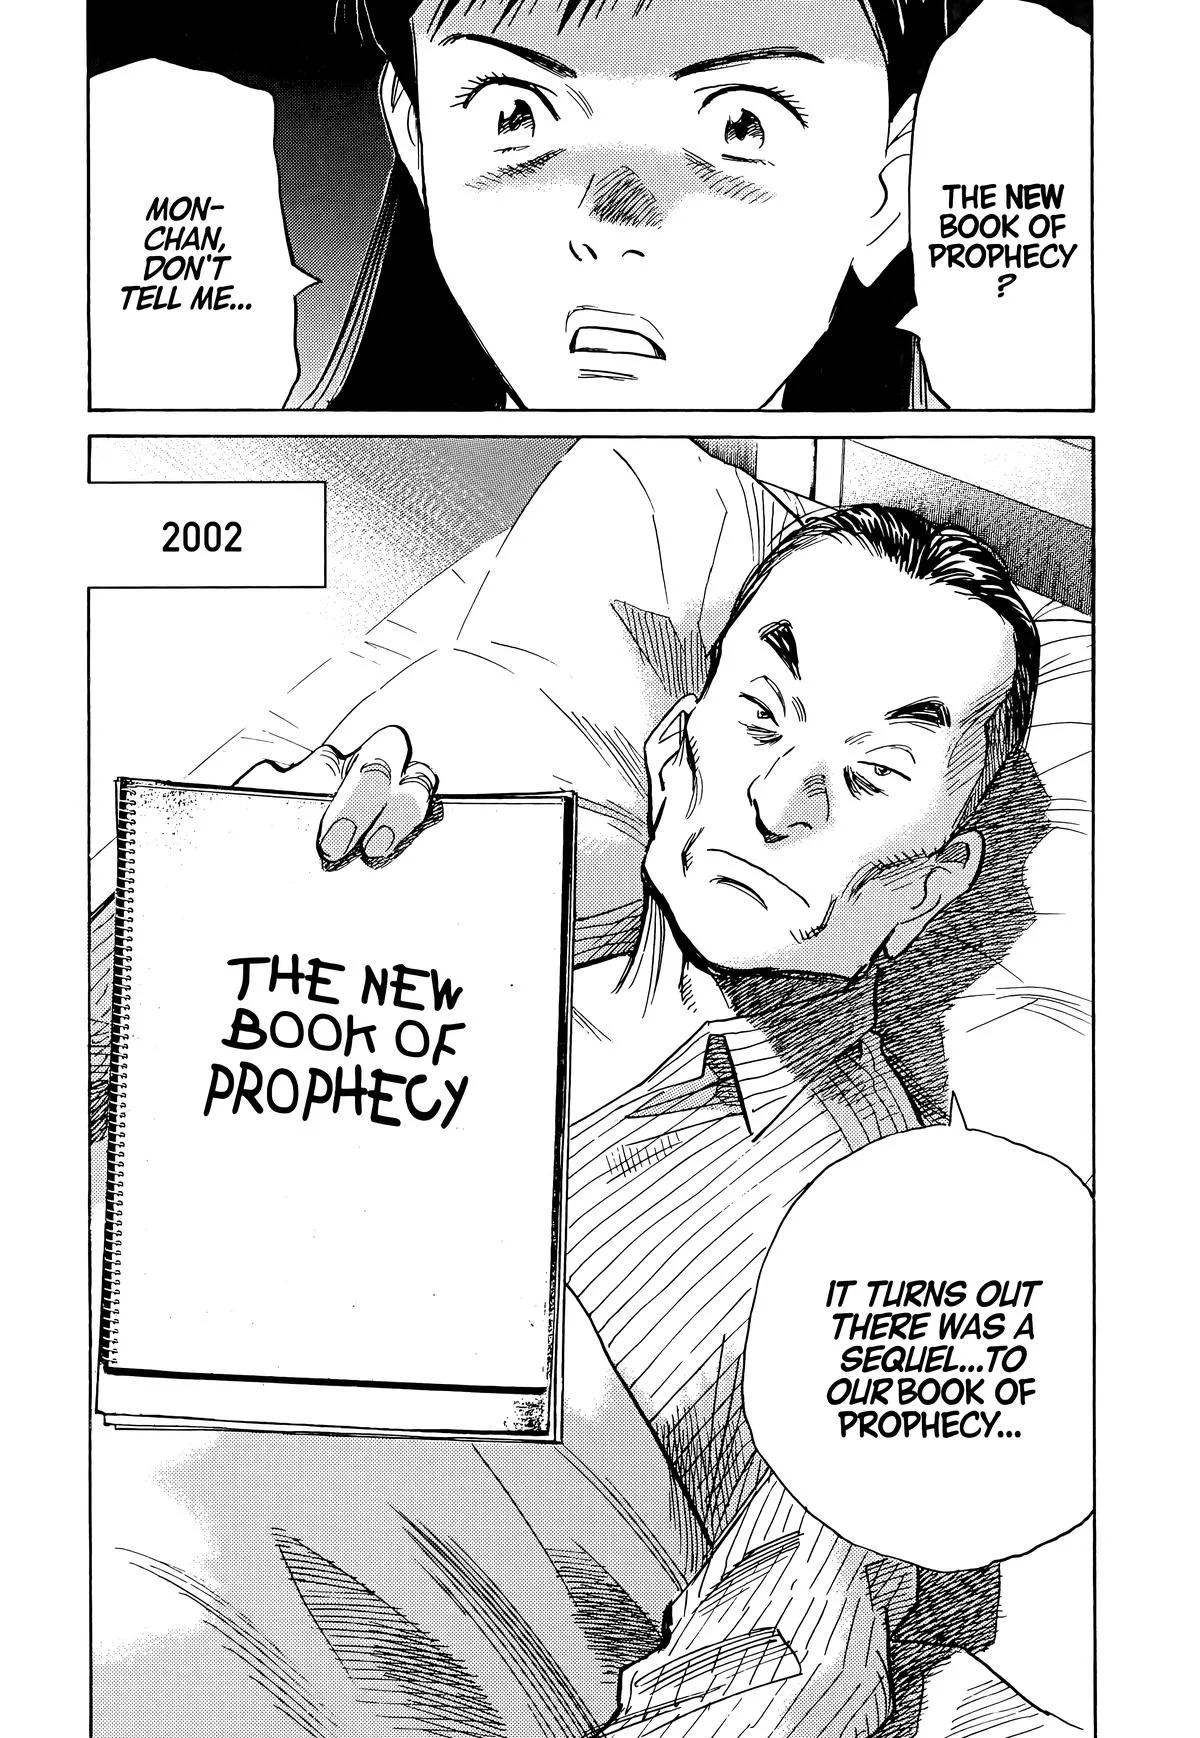 THE NEW
BOOK OF
PROPHECY
?
MON-
CHAN,
DON'T
TELL ME...
2002
THE NEW
BOOK OF
PROPHECY
IT TURNS OUT
THERE WAS A
SEQUEL...TO
OUR BOOK OF
PROPHECY...